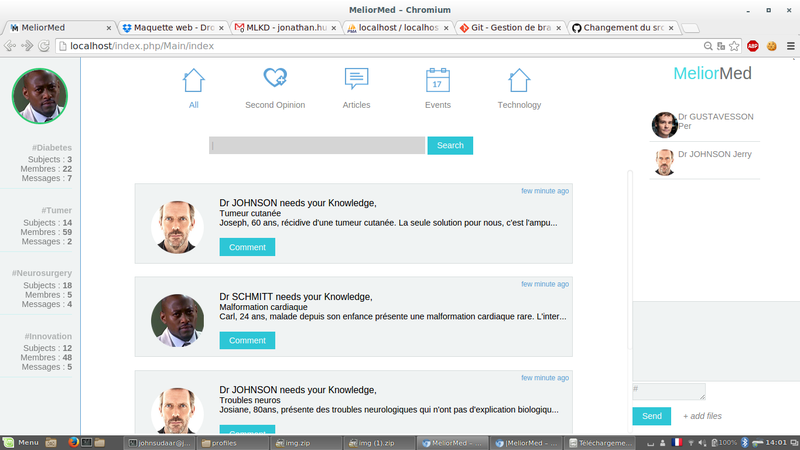 MeliorMed – Chromium
MeliorMed
Maquette web - Dro
MLKD - jonathan.hu
localhost / localhos
Git - Gestion de bra
Changement du src
localhost/index.php/Main/index
ABP
#Diabetes
Subjects : 3
Membres : 22
Messages : 7
#Tumer
Subjects : 14
Membres : 59
Messages : 2
#Neurosurgery
Subjects : 18
Membres : 5
Messages : 4
#Innovation
Subjects : 12
Membres : 48
Messages : 5
All
Second Opinion
Articles
17
Events
Technology
Search
few minute ago
Dr JOHNSON needs your Knowledge,
Tumeur cutanée
Joseph, 60 ans, récidive d'une tumeur cutanée. La seule solution pour nous, c'est l'ampu...
Comment
few minute ago
Dr SCHMITT needs your Knowledge,
Malformation cardiaque
Carl, 24 ans, malade depuis son enfance présente une malformation cardiaque rare. L'inter...
Comment
few minute ago
Dr JOHNSON needs your Knowledge,
Troubles neuros
Josiane, 80ans, présente des troubles neurologiques qui n'ont pas d'explication biologiqu...
Comment
MeliorMed
Dr GUSTAVESSON
Per
Dr JOHNSON Jerry
#
Send
+ add files
Menu
johnsudaar@j...
profiles
img.zip
img (1).zip
MeliorMed – ...
[MeliorMed – ...
Téléchargeme...
100%
14:01